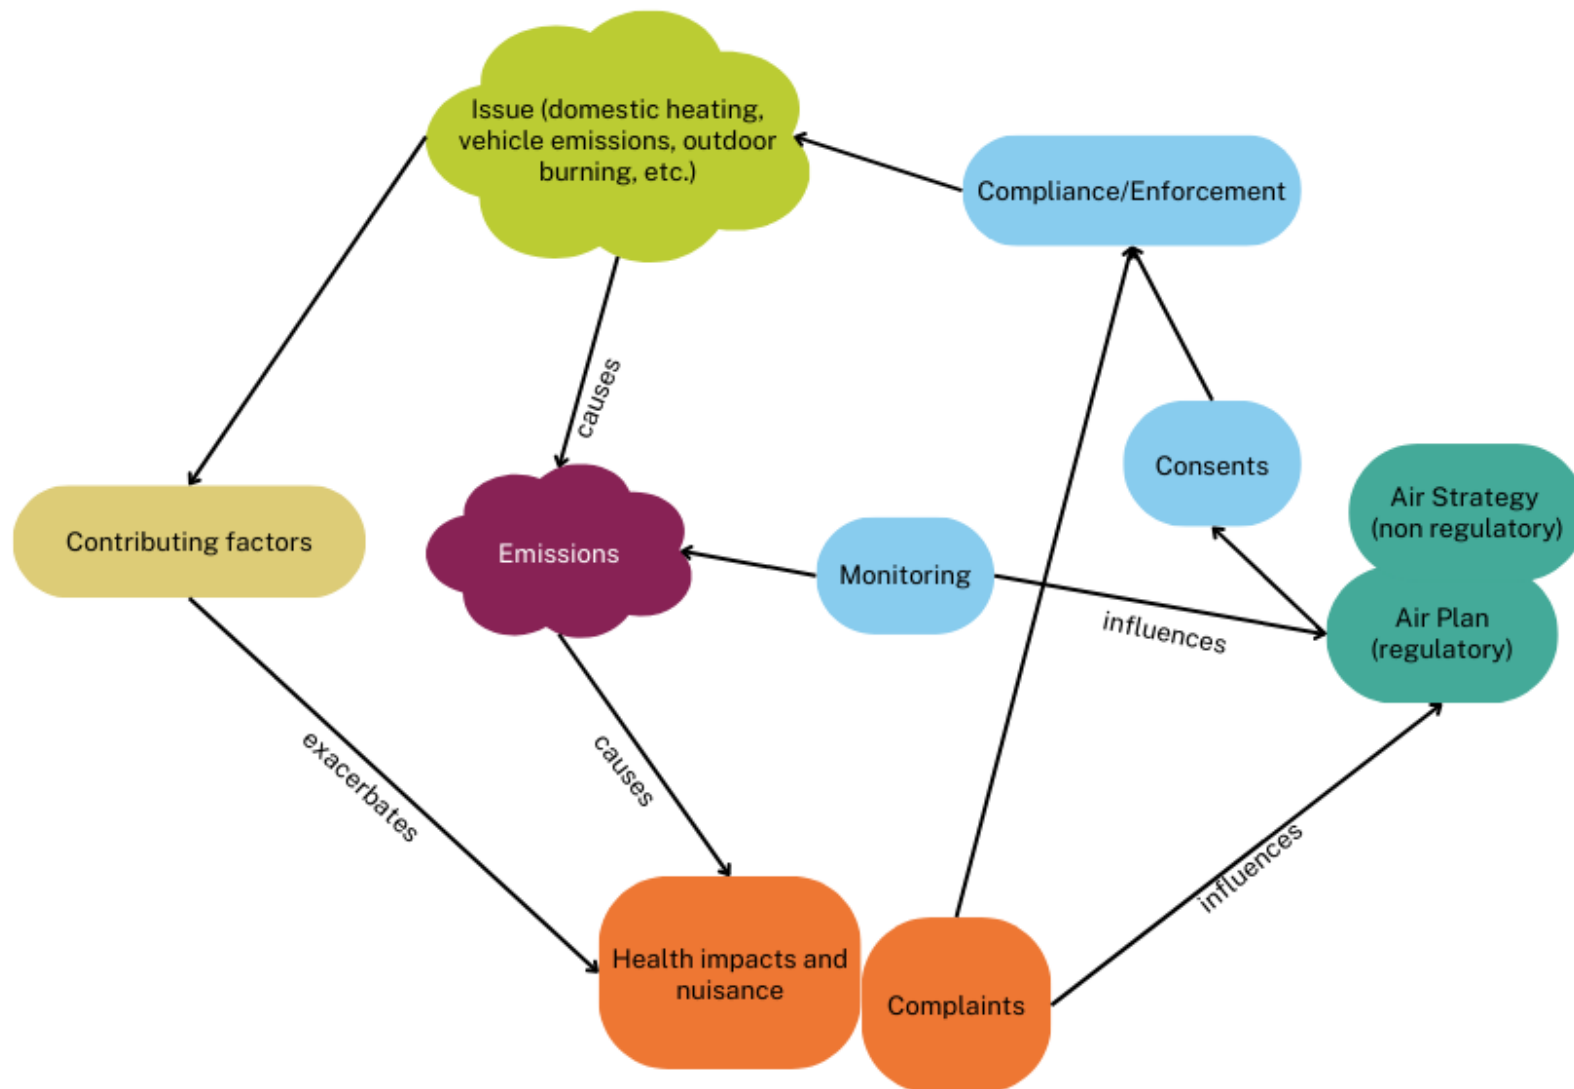 Issue (domestic heating,
vehicle emissions, outdoor
burning, etc.)
Compliance/Enforcement
causes
Consents
Air Strategy
(non regulatory)
Contributing factors
Emissions
Monitoring
influences
Air Plan
(regulatory)
exacerbates
causes
influences
Health impacts and
nuisance
Complaints